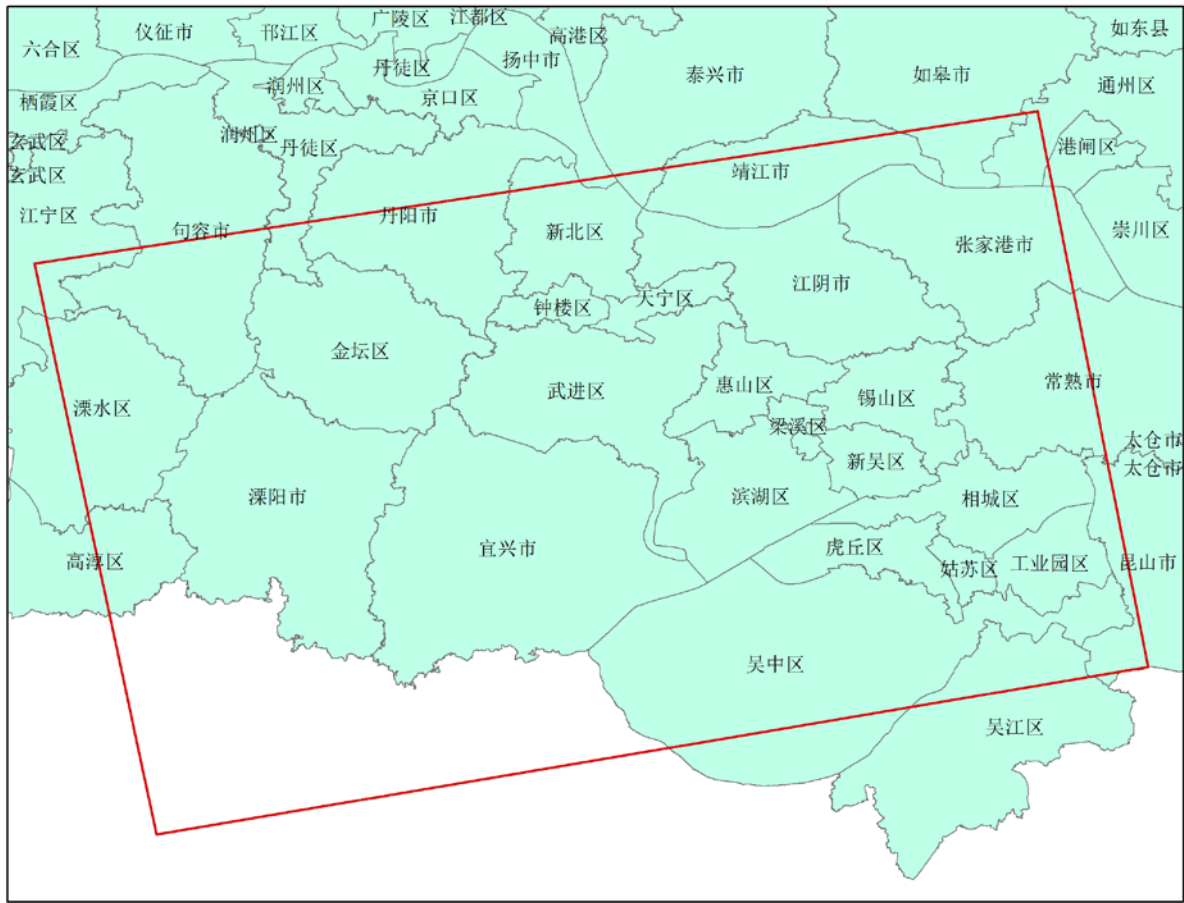 广陵区
江都区
仪征市
邗江区
高港区
如东县
六合区
扬中市
丹徒区
泰兴市
如皋市
润州区
通州区
京口区
栖霞区
润州区
玄武区
丹徒区
港闸区
玄武区
靖江市
江宁区
丹阳市
句容市
新北区
崇川区
张家港市
江阴市
天宁区
钟楼区
金坛区
惠山区
常熟市
武进区
锡山区
溧水区
梁溪区
太仓市
新吴区
太仓市
溧阳市
滨湖区
相城区
宜兴市
虎丘区
高淳区
姑苏区
工业园区
昆山市
吴中区
吴江区